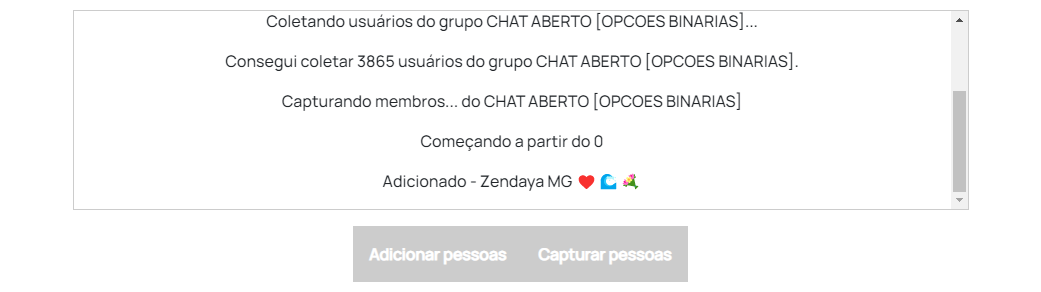 Coletando usuários do grupo CHAT ABERTO [OPCOES BINARIAS]...
Consegui coletar 3865 usuários do grupo CHAT ABERTO [OPCOES BINARIAS].
Capturando membros... do CHAT ABERTO [OPCOES BINARIAS]
Começando a partir do 0
Adicionado - Zendaya MG ❤️ 🌊 💐
Adicionar pessoas
Capturar pessoas